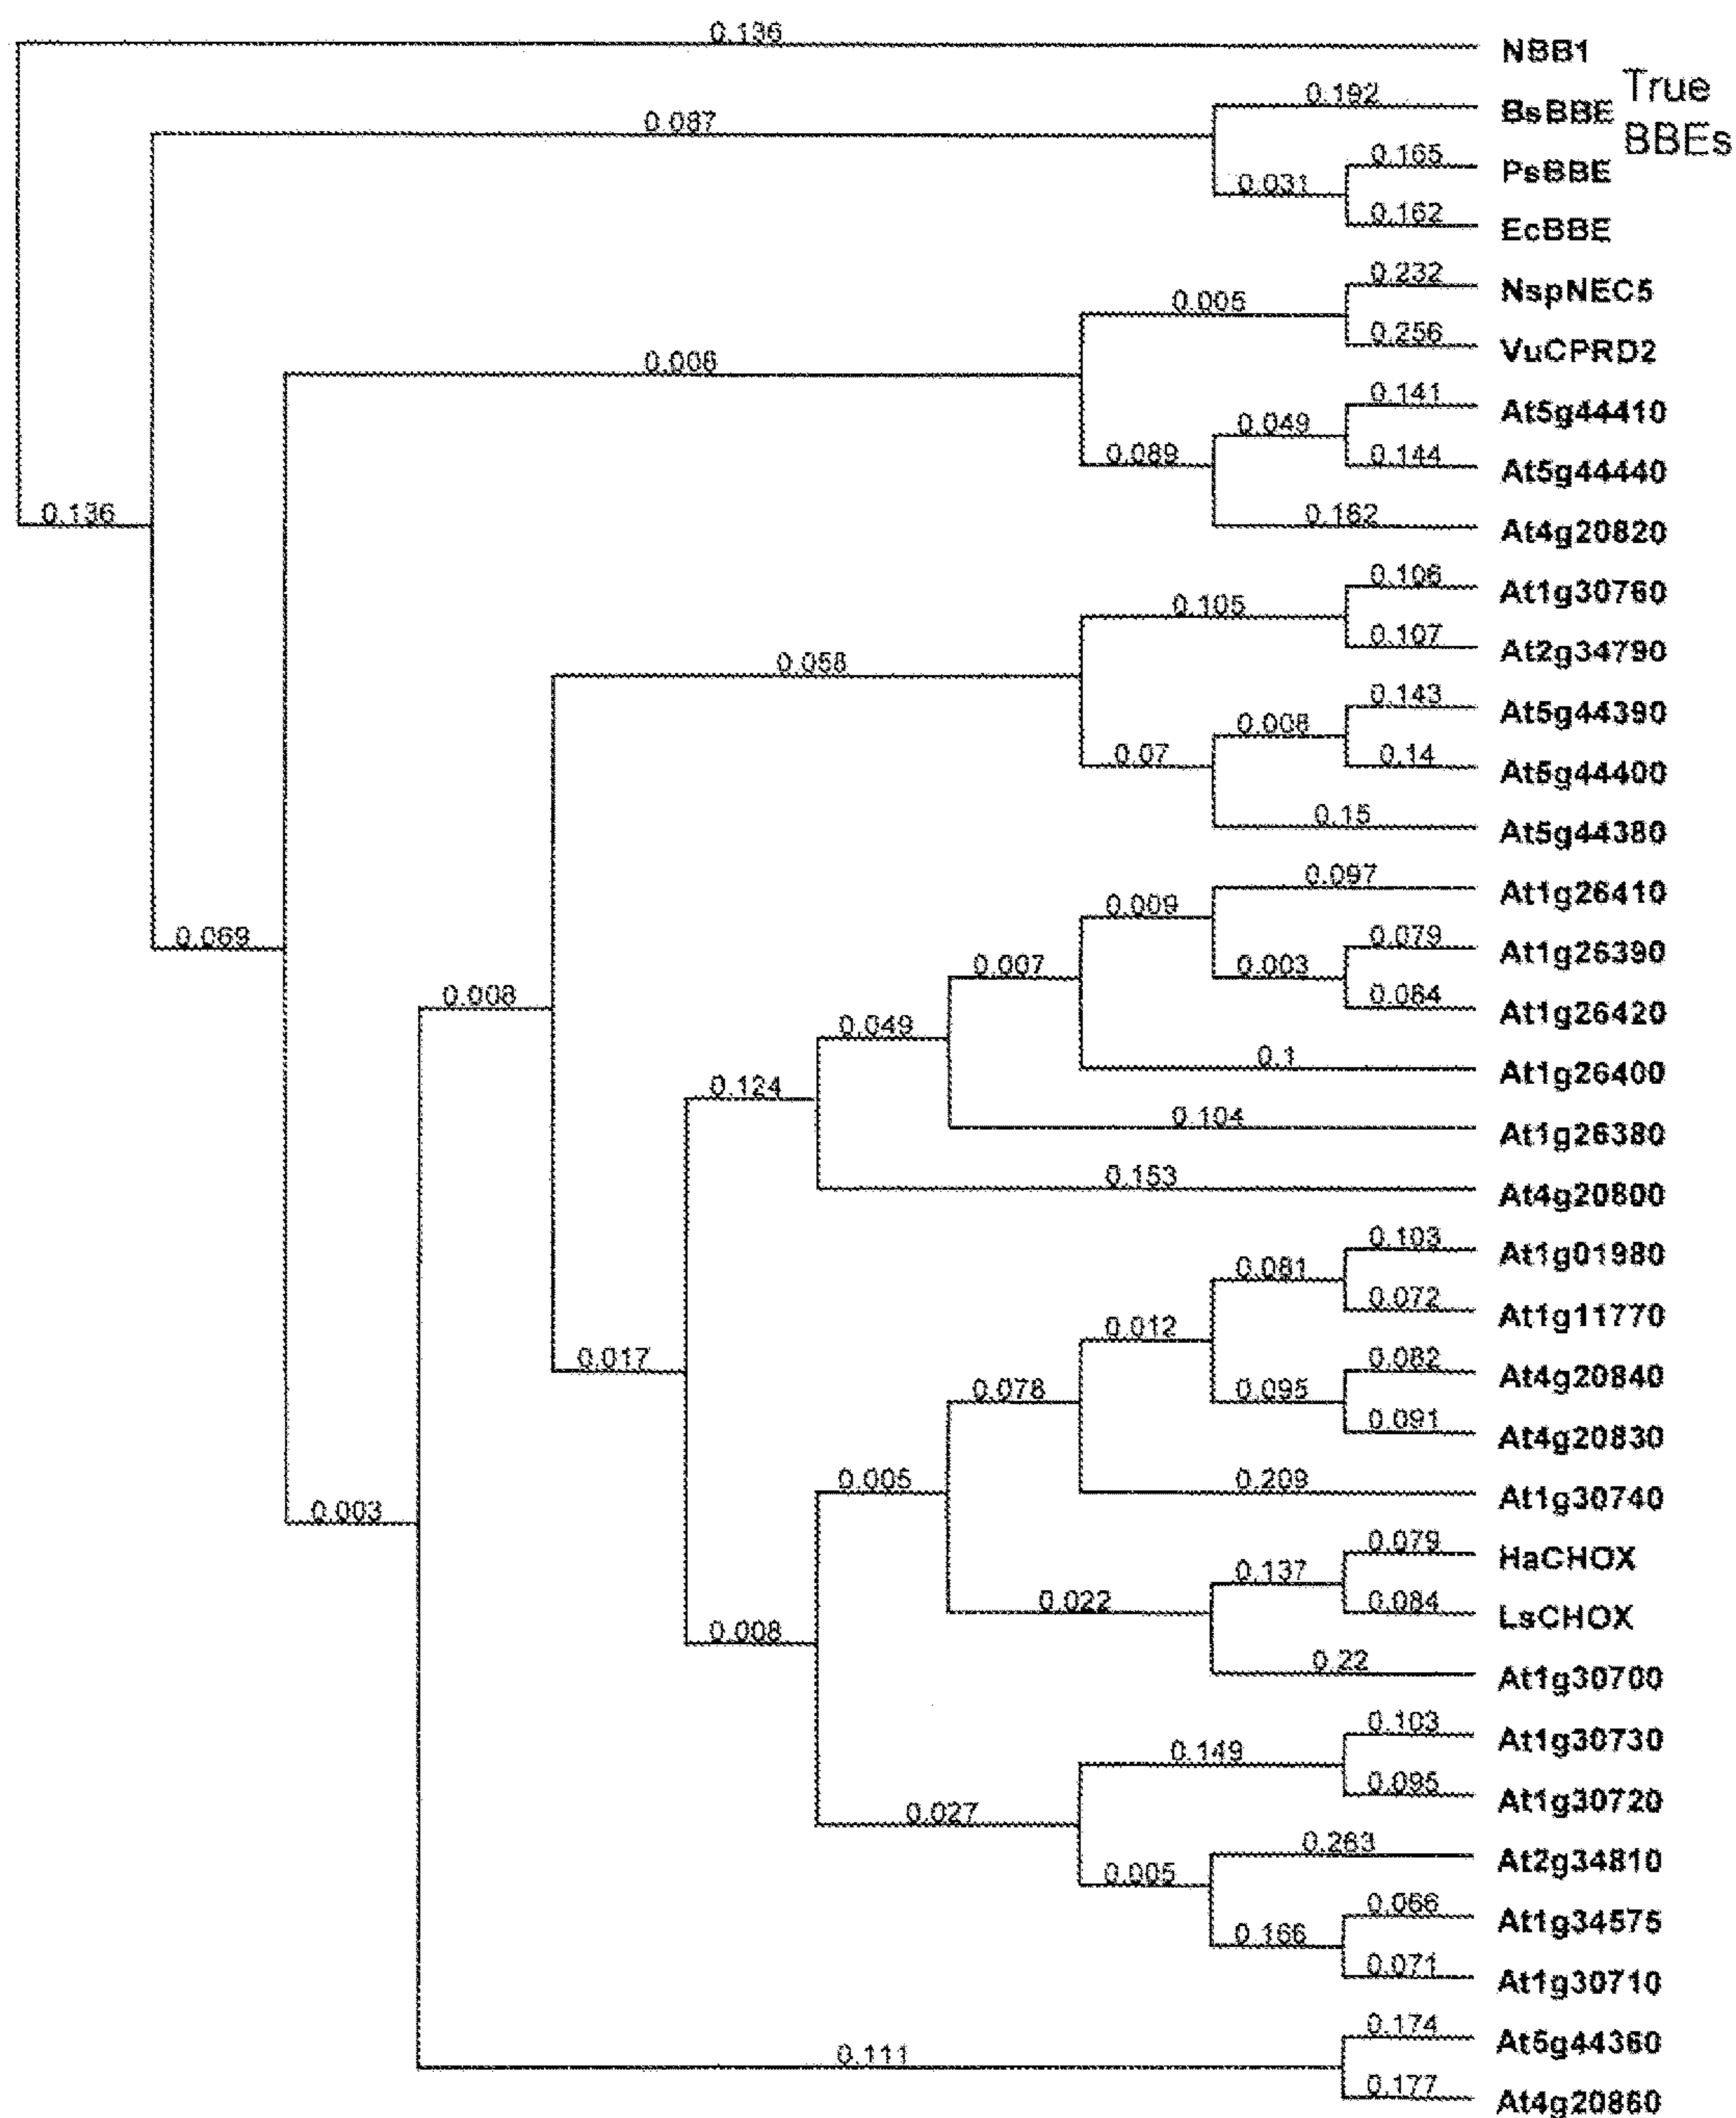 0.136 NBB1
True
0.192 BsBBE
BBEs
0.087
0.165 PsBBE
0.031
0.162 EcBBE
0.232 NspNEC5
0.005
0.256 VuCPRD2
0.006
0.141 At5g44410
0.049
0.144 At5g44440
0.089
0.136 0.162 At4g20820
0.106 At1g30760
0.105
0.107 At2g34790
0.058
0.143 At5g44390
0.008
0.07 0.14 At5g44400
0.15 At5g44380
0.097 At1g26410
0.009
0.069 0.079 At1g26390
0.007 0.003
0.008 0.084 At1g26420
0.049
0.1 At1g26400
0.124
0.104 At1g26380
0.153 At4g20800
0.103 At1g01980
0.081
0.072 At1g11770
0.012
0.017 0.082 At4g20840
0.078 0.095
0.091 At4g20830
0.005 0.209 At1g30740
0.003
0.079 HaCHOX
0.137
0.022 0.084 LsCHOX
0.008
0.22 At1g30700
0.103 At1g30730
0.149
0.095 At1g30720
0.027
0.263 At2g34810
0.005
0.066 At1g34575
0.166
0.071 At1g30710
0.174 At5g44360
0.111
0.177 At4g20860